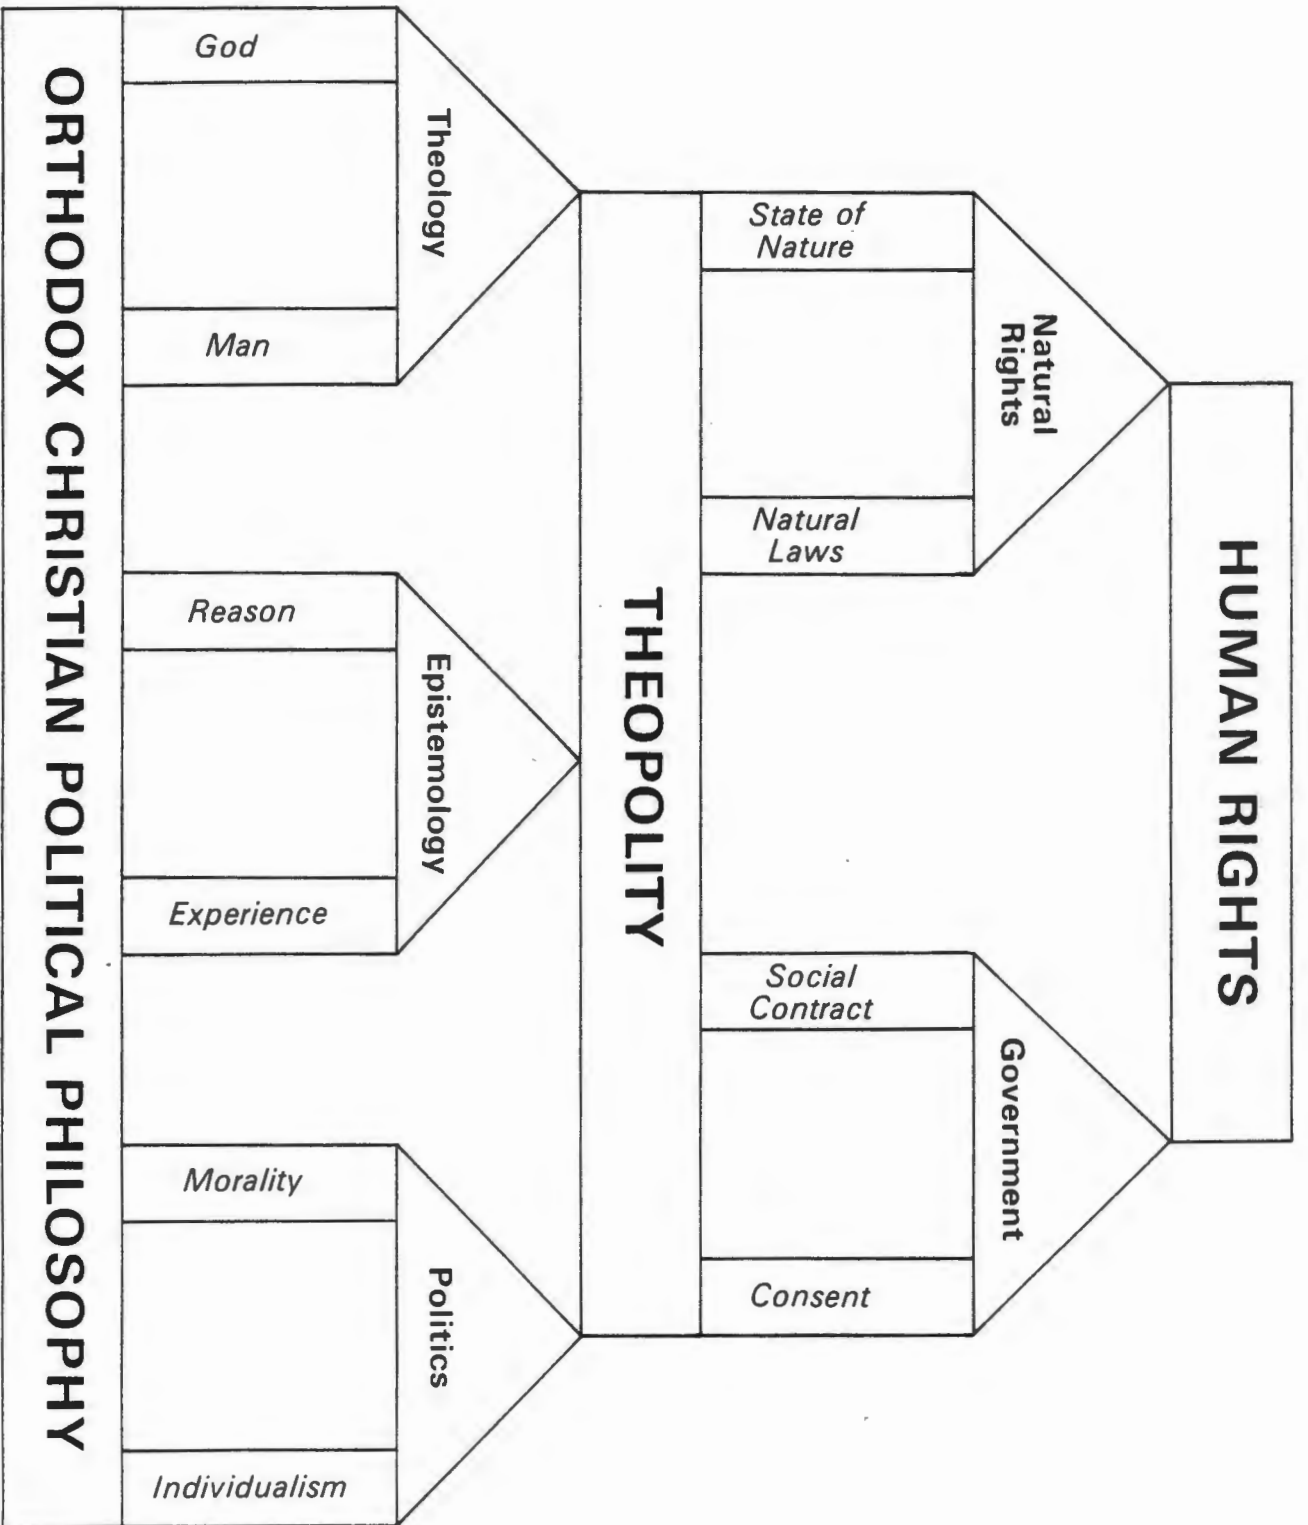 HUMAN RIGHTS
Natural
Rights
Government
State of
Nature
Natural
Laws
Social
Contract
Consent
THEOPOLITY
Theology
Epistemology
Politics
God
Man
Reason
Experience
Morality
Individualism
ORTHODOX CHRISTIAN POLITICAL PHILOSOPHY